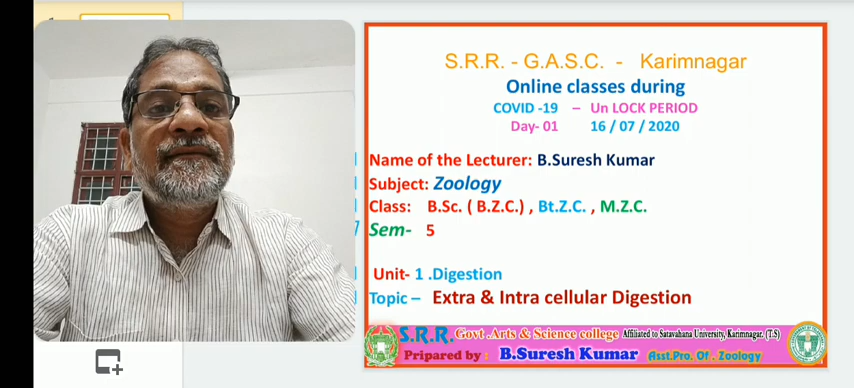 S.R.R. - G.A.S.C. - Karimnagar
Online classes during
COVID -19 – Un LOCK PERIOD
Day- 01 16 / 07 / 2020
Name of the Lecturer: B.Suresh Kumar
Subject: Zoology
Class: B.Sc. ( B.Z.C.) , Bt.Z.C. , M.Z.C.
Sem- 5
Unit- 1 .Digestion
Topic – Extra & Intra cellular Digestion
S.R.R. Govt .Arts & Science college Affiliated to Satavahana University, Karimnagar. (T.S)
Pripared by : B.Suresh Kumar Asst.Pro. Of . Zoology